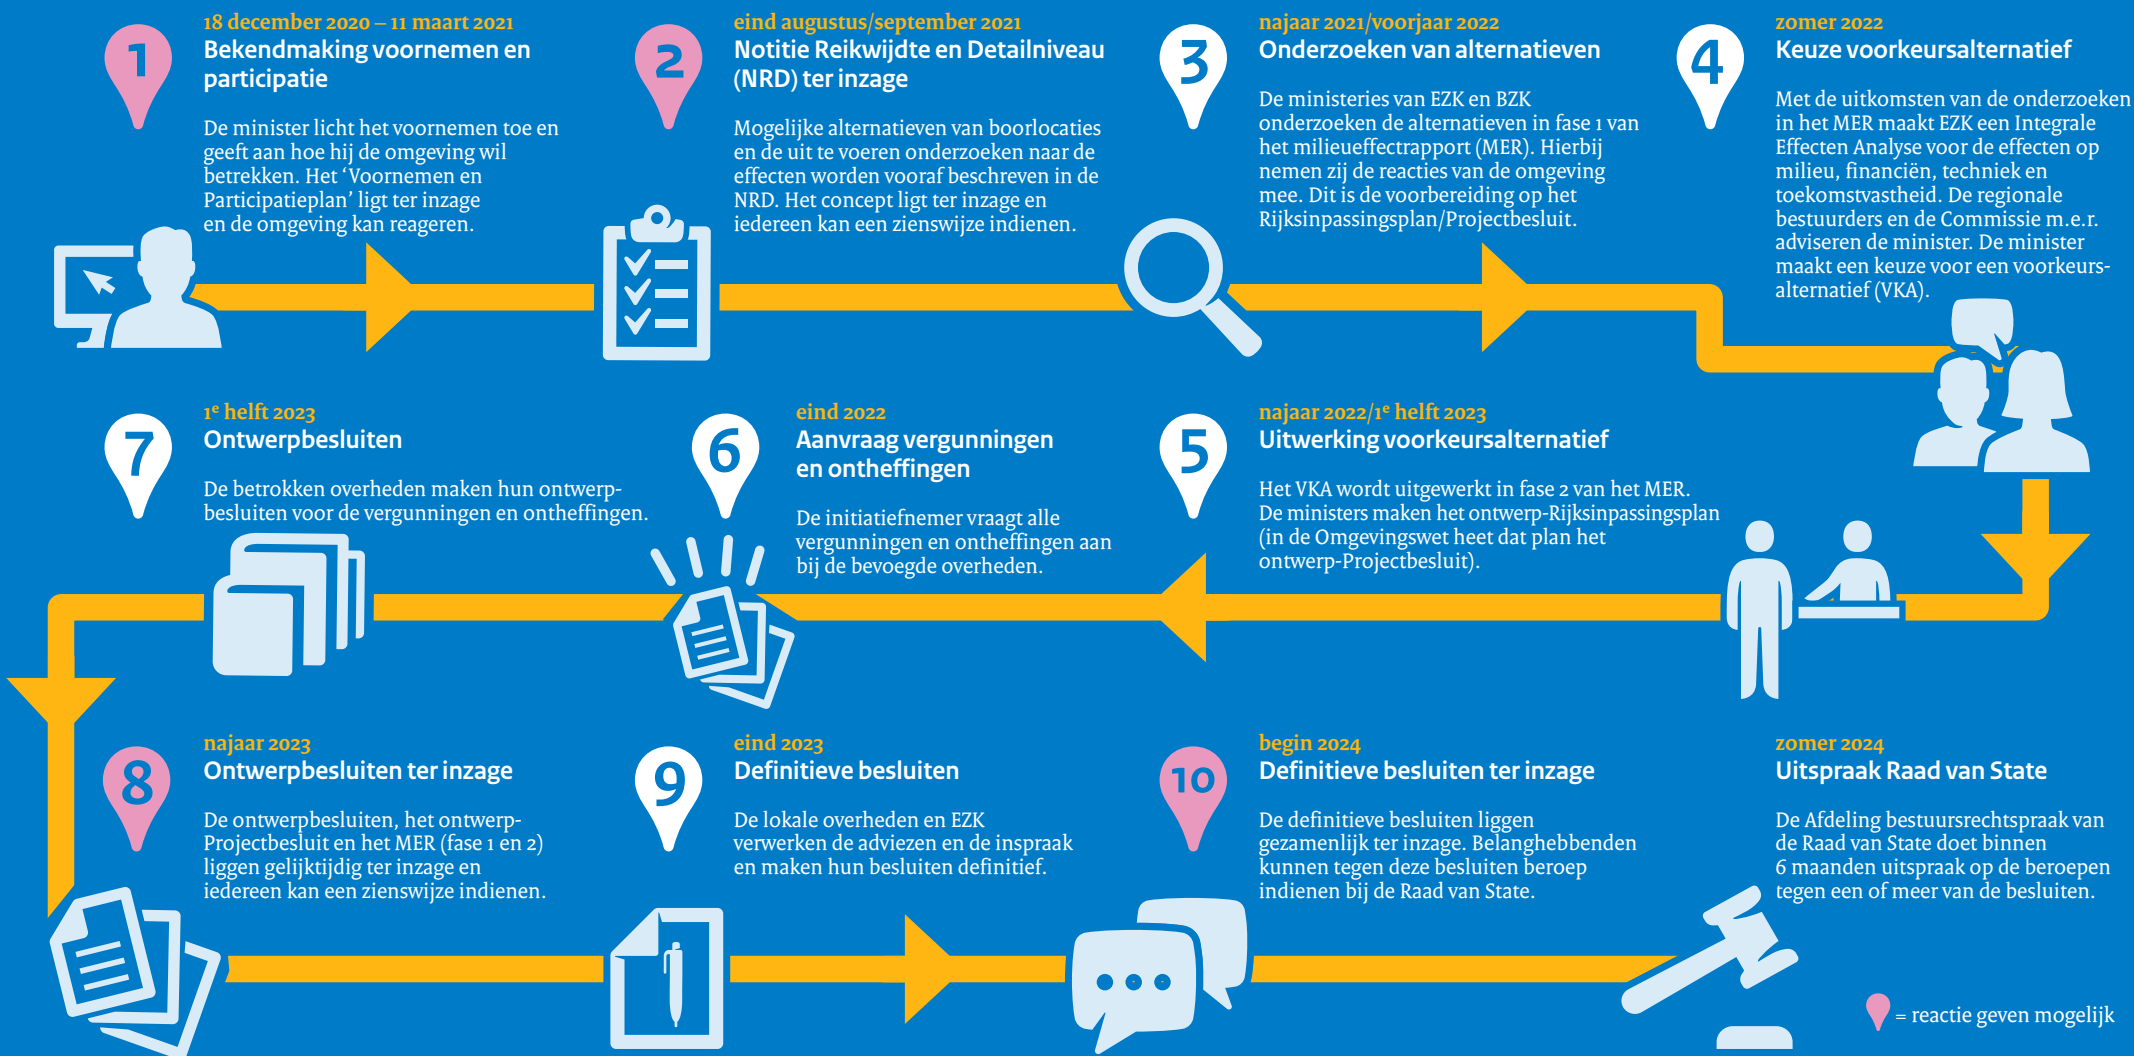 1
18 december 2020 – 11 maart 2021
Bekendmaking voornemen en
participatie
De minister licht het voornemen toe en
geeft aan hoe hij de omgeving wil
betrekken. Het ‘Voornemen en
Participatieplan’ ligt ter inzage
en de omgeving kan reageren.
2
eind augustus/september 2021
Notitie Reikwijdte en Detailniveau
(NRD) ter inzage
Mogelijke alternatieven van boorlocaties
en de uit te voeren onderzoeken naar de
effecten worden vooraf beschreven in de
NRD. Het concept ligt ter inzage en
iedereen kan een zienswijze indienen.
3
najaar 2021/voorjaar 2022
Onderzoeken van alternatieven
De ministeries van EZK en BZK
onderzoeken de alternatieven in fase 1 van
het milieueffectrapport (MER). Hierbij
nemen zij de reacties van de omgeving
mee. Dit is de voorbereiding op het
Rijksinpassingsplan/Projectbesluit.
4
zomer 2022
Keuze voorkeursalternatief
Met de uitkomsten van de onderzoeken
in het MER maakt EZK een Integrale
Effecten Analyse voor de effecten op
milieu, financiën, techniek en
toekomstvastheid. De regionale
bestuurders en de Commissie m.e.r.
adviseren de minister. De minister
maakt een keuze voor een voorkeurs-
alternatief (VKA).
7
1e helft 2023
Ontwerpbesluiten
De betrokken overheden maken hun ontwerp-
besluiten voor de vergunningen en ontheffingen.
6
eind 2022
Aanvraag vergunningen
en ontheffingen
De initiatiefnemer vraagt alle
vergunningen en ontheffingen aan
bij de bevoegde overheden.
5
najaar 2022/1e helft 2023
Uitwerking voorkeursalternatief
Het VKA wordt uitgewerkt in fase 2 van het MER.
De ministers maken het ontwerp-Rijksinpassingsplan
(in de Omgevingswet heet dat plan het
ontwerp-Projectbesluit).
8
najaar 2023
Ontwerpbesluiten ter inzage
De ontwerpbesluiten, het ontwerp-
Projectbesluit en het MER (fase 1 en 2)
liggen gelijktijdig ter inzage en
iedereen kan een zienswijze indienen.
9
eind 2023
Definitieve besluiten
De lokale overheden en EZK
verwerken de adviezen en de inspraak
en maken hun besluiten definitief.
10
begin 2024
Definitieve besluiten ter inzage
De definitieve besluiten liggen
gezamenlijk ter inzage. Belanghebbenden
kunnen tegen deze besluiten beroep
indienen bij de Raad van State.
zomer 2024
Uitspraak Raad van State
De Afdeling bestuursrechtspraak van
de Raad van State doet binnen
6 maanden uitspraak op de beroepen
tegen een of meer van de besluiten.
= reactie geven mogelijk